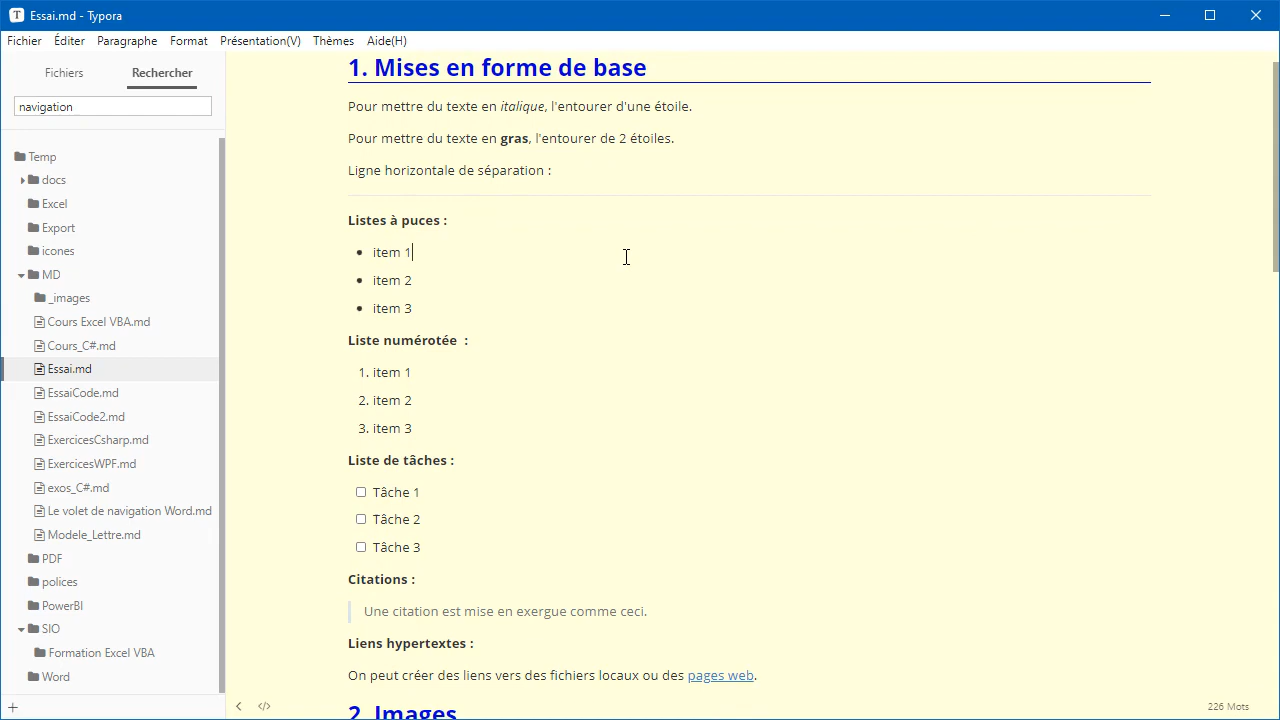 Essai.md - Typora
Fichier Éditer Paragraphe Format Présentation(V) Thèmes Aide(H)
Fichiers Rechercher
navigation
Temp
docs
Excel
Export
icones
MD
_images
Cours Excel VBA.md
Cours_C#.md
Essai.md
EssaiCode.md
EssaiCode2.md
ExercicesCsharp.md
ExercicesWPF.md
exos_C#.md
Le volet de navigation Word.md
Modele_Lettre.md
PDF
polices
PowerBI
SIO
Formation Excel VBA
Word
1. Mises en forme de base
Pour mettre du texte en italique, l'entourer d'une étoile.
Pour mettre du texte en gras, l'entourer de 2 étoiles.
Ligne horizontale de séparation :
Listes à puces :
• item 1
• item 2
• item 3
Liste numérotée :
1. item 1
2. item 2
3. item 3
Liste de tâches :
Tâche 1
Tâche 2
Tâche 3
Citations :
Une citation est mise en exergue comme ceci.
Liens hypertextes :
On peut créer des liens vers des fichiers locaux ou des pages web.
2. Images
226 Mots